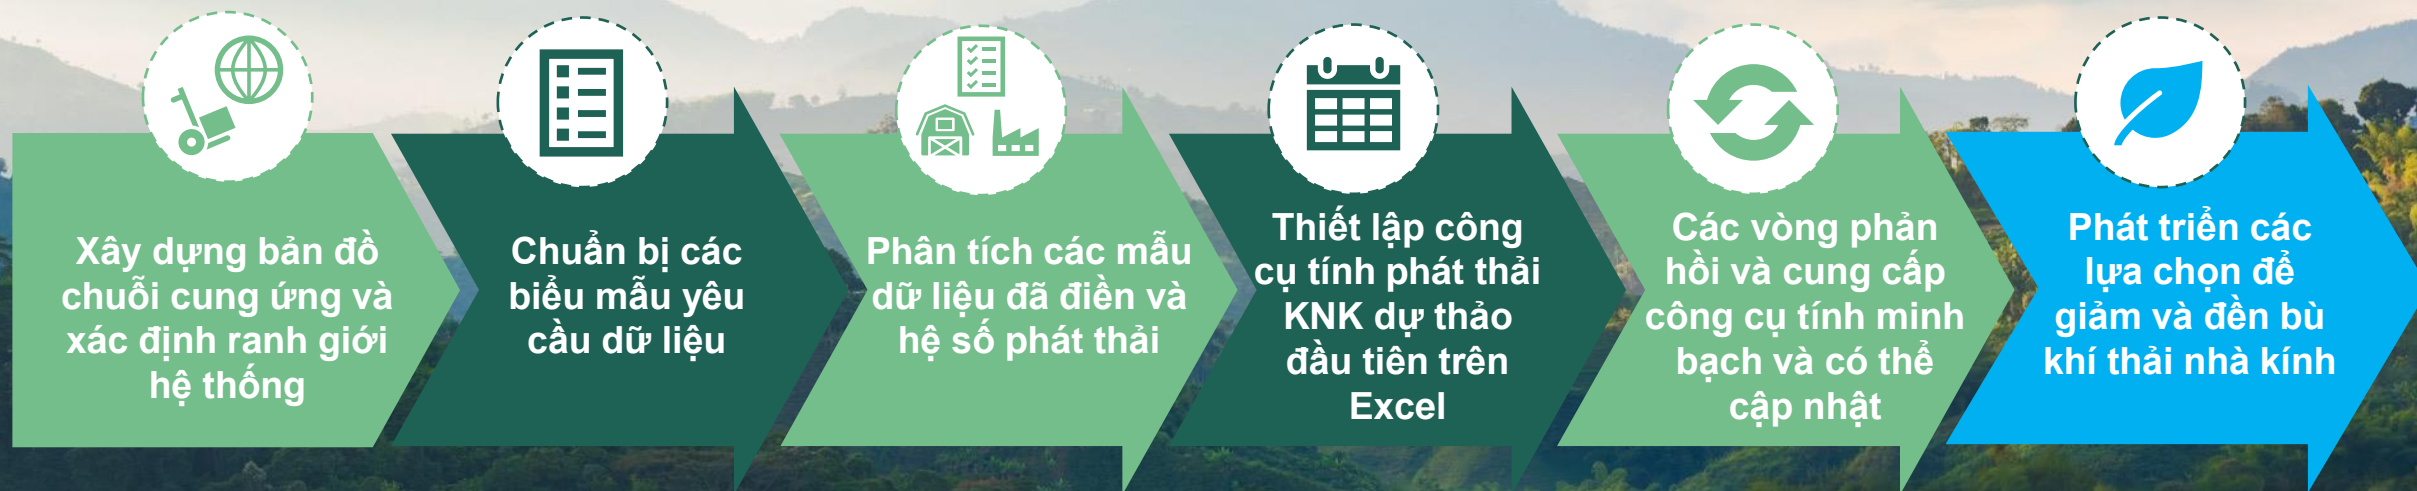 Xây dựng bản đồ
chuỗi cung ứng và
xác định ranh giới
hệ thống
Chuẩn bị các
biểu mẫu yêu
cầu dữ liệu
Phân tích các mẫu
dữ liệu đã điền và
hệ số phát thải
Thiết lập công
cụ tính phát thải
KNK dự thảo
đầu tiên trên
Excel
Các vòng phản
hồi và cung cấp
công cụ tính minh
bạch và có thể
cập nhật
Phát triển các
lựa chọn để
giảm và đền bù
khí thải nhà kính